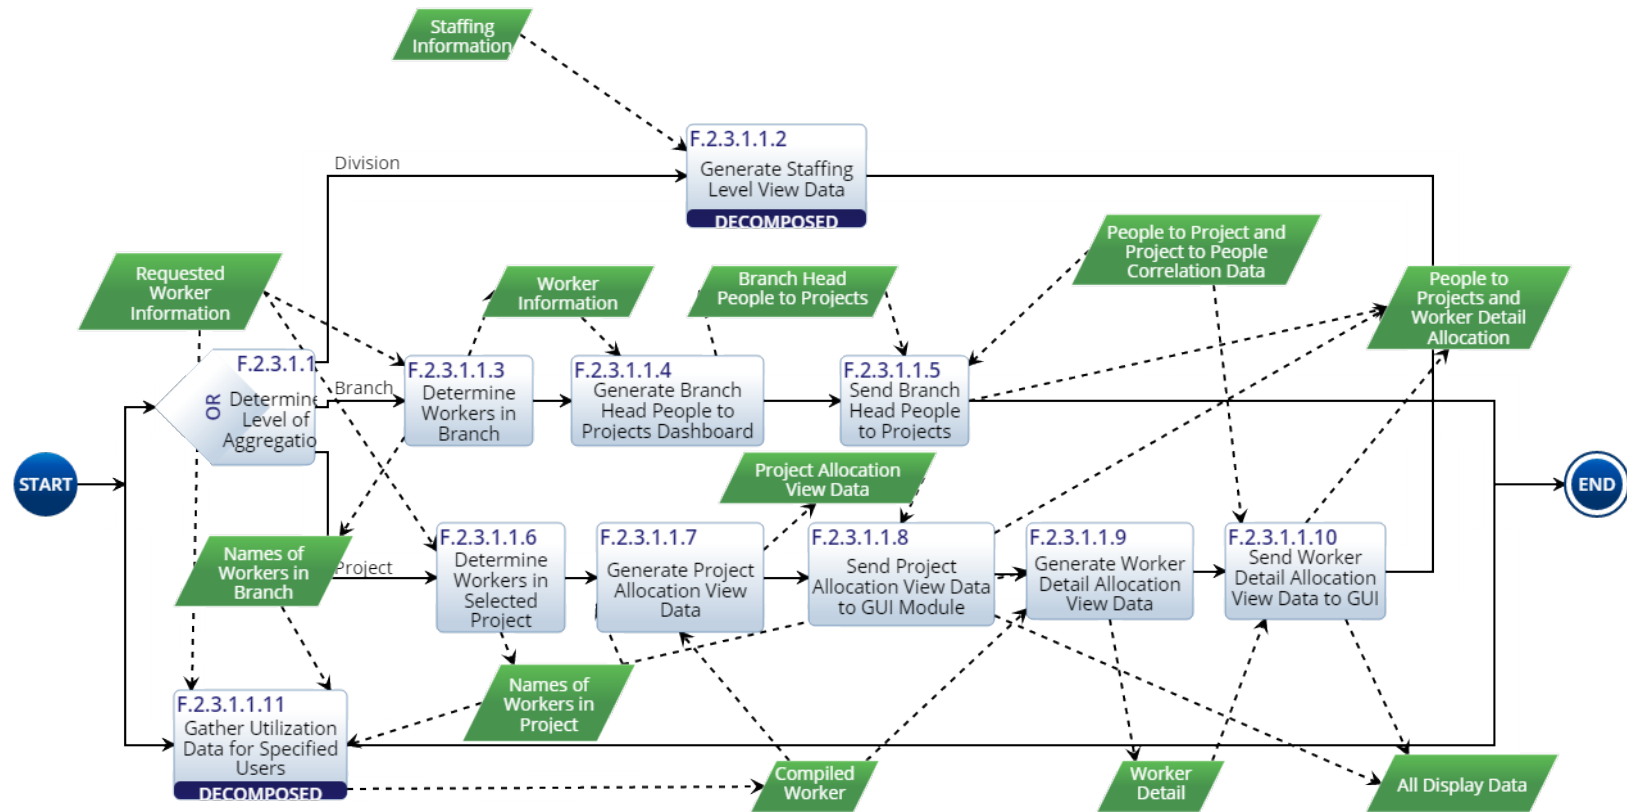 Staffing
Information
F.2.3.1.1.2
Generate Staffing
Level View Data
DECOMPOSED
Division
Requested
Worker
Information
Worker
Information
Branch Head
People to Projects
People to Project and
Project to People
Correlation Data
People to
Projects and
Worker Detail
Allocation
F.2.3.1.1
OR
Determine
Level of
Aggregatio
Branch
F.2.3.1.1.3
Determine
Workers in
Branch
F.2.3.1.1.4
Generate Branch
Head People to
Projects Dashboard
F.2.3.1.1.5
Send Branch
Head People
to Projects
START
Project Allocation
View Data
END
Names of
Workers in
Branch
Project
F.2.3.1.1.6
Determine
Workers in
Selected
Project
F.2.3.1.1.7
Generate Project
Allocation View
Data
F.2.3.1.1.8
Send Project
Allocation View Data
to GUI Module
F.2.3.1.1.9
Generate Worker
Detail Allocation
View Data
F.2.3.1.1.10
Send Worker
Detail Allocation
View Data to GUI
F.2.3.1.1.11
Gather Utilization
Data for Specified
Users
DECOMPOSED
Names of
Workers in
Project
Compiled
Worker
Worker
Detail
All Display Data